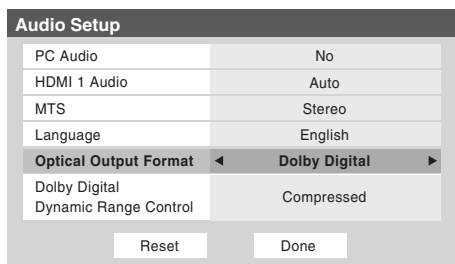 Audio Setup
PC Audio No
HDMI 1 Audio Auto
MTS Stereo
Language English
Optical Output Format ◀ Dolby Digital ▶
Dolby Digital
Dynamic Range Control Compressed
Reset Done